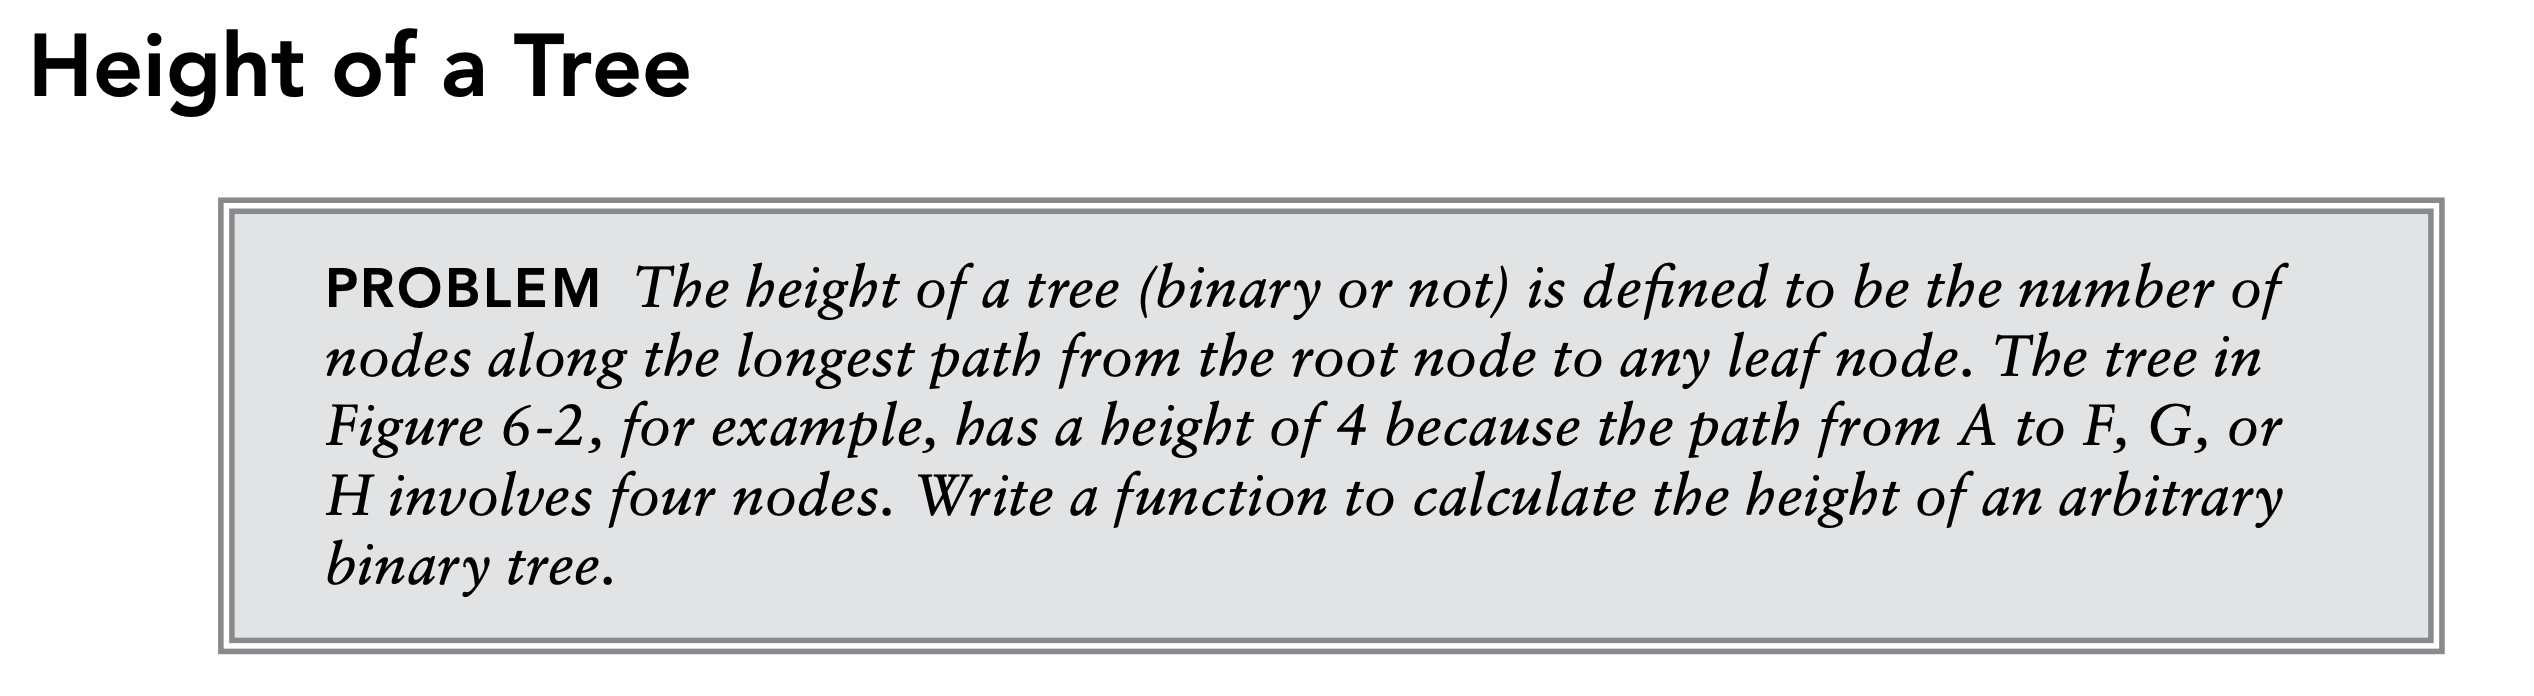 Height of a Tree
PROBLEM The height of a tree (binary or not) is defined to be the number of
nodes along the longest path from the root node to any leaf node. The tree in
Figure 6-2, for example, has a height of 4 because the path from A to F, G, or
H involves four nodes. Write a function to calculate the height of an arbitrary
binary tree.